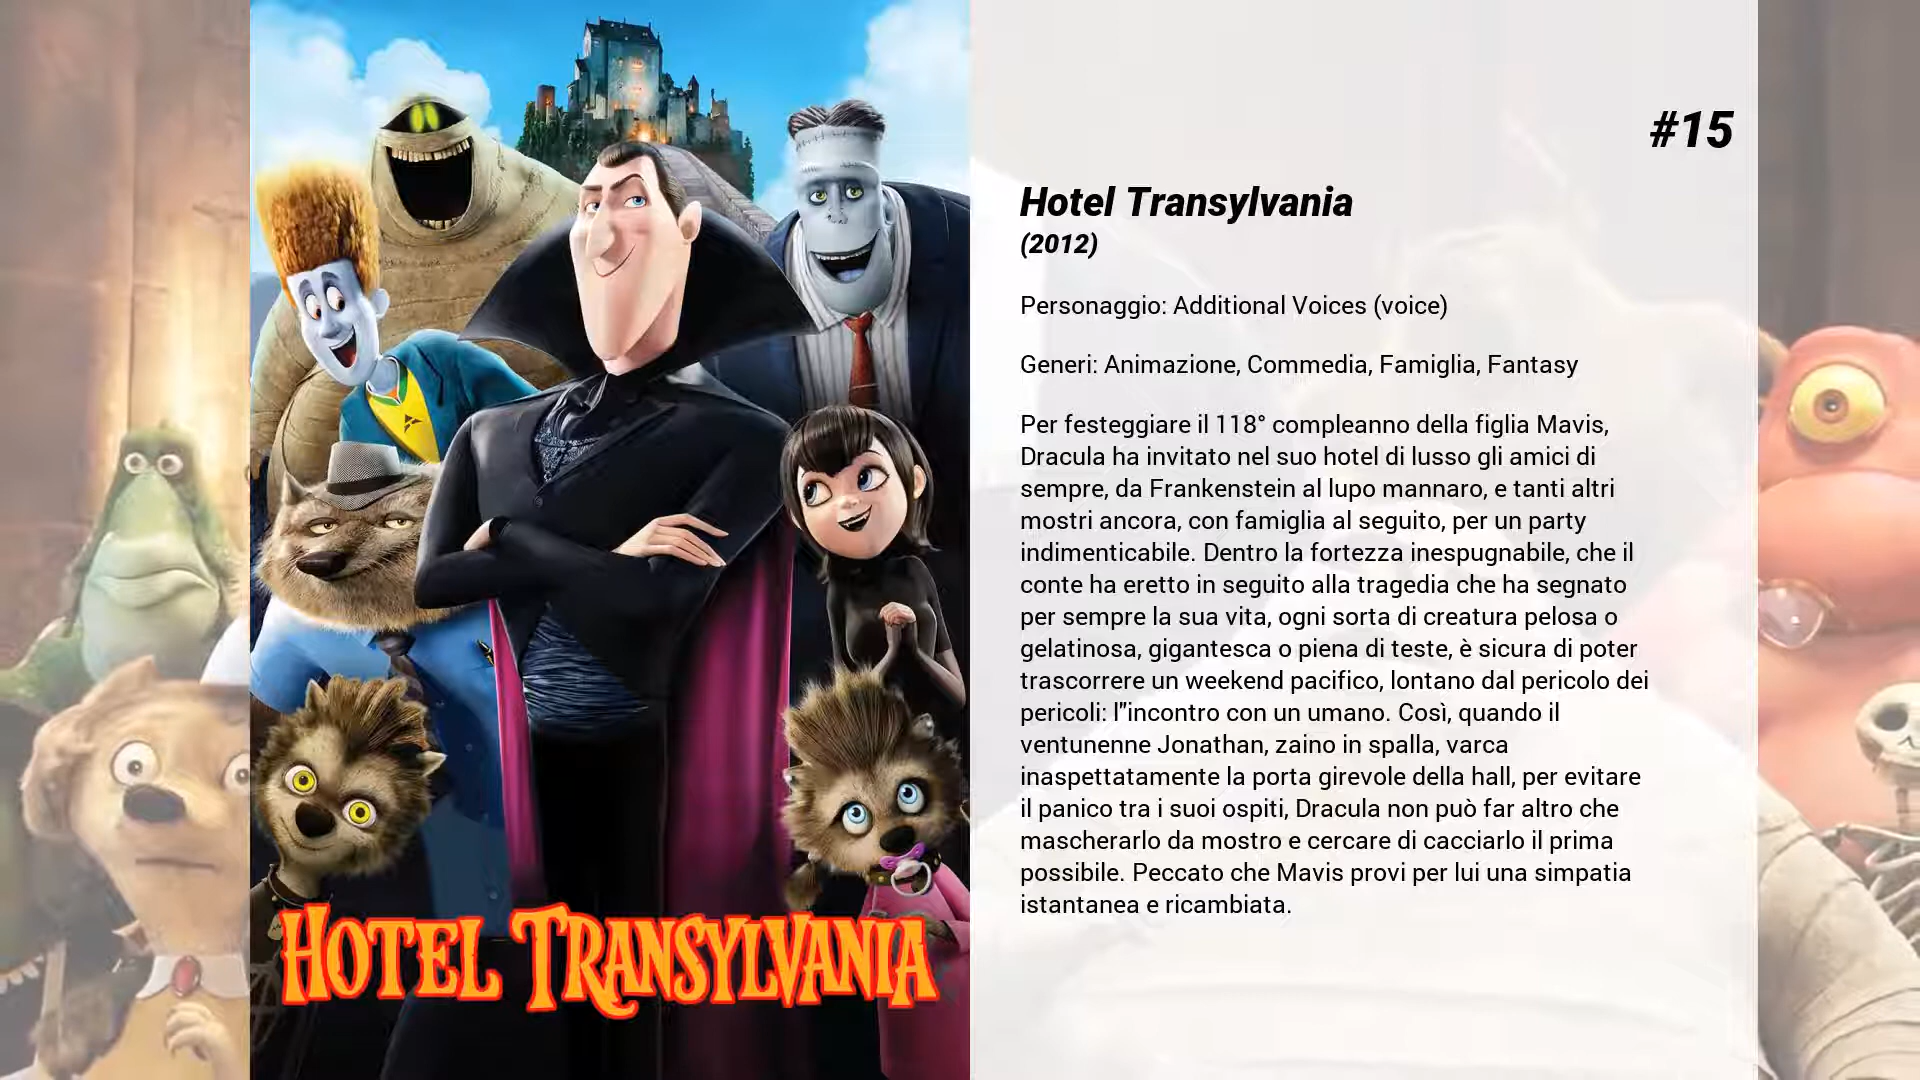 #15
Hotel Transylvania
(2012)
Personaggio: Additional Voices (voice)
Generi: Animazione, Commedia, Famiglia, Fantasy
Per festeggiare il 118° compleanno della figlia Mavis,
Dracula ha invitato nel suo hotel di lusso gli amici di
sempre, da Frankenstein al lupo mannaro, e tanti altri
mostri ancora, con famiglia al seguito, per un party
indimenticabile. Dentro la fortezza inespugnabile, che il
conte ha eretto in seguito alla tragedia che ha segnato
per sempre la sua vita, ogni sorta di creatura pelosa o
gelatinosa, gigantesca o piena di teste, è sicura di poter
trascorrere un weekend pacifico, lontano dal pericolo dei
pericoli: l"incontro con un umano. Così, quando il
ventunenne Jonathan, zaino in spalla, varca
inaspettatamente la porta girevole della hall, per evitare
il panico tra i suoi ospiti, Dracula non può far altro che
mascherarlo da mostro e cercare di cacciarlo il prima
possibile. Peccato che Mavis provi per lui una simpatia
istantanea e ricambiata.
HOTEL TRANSYLVANIA